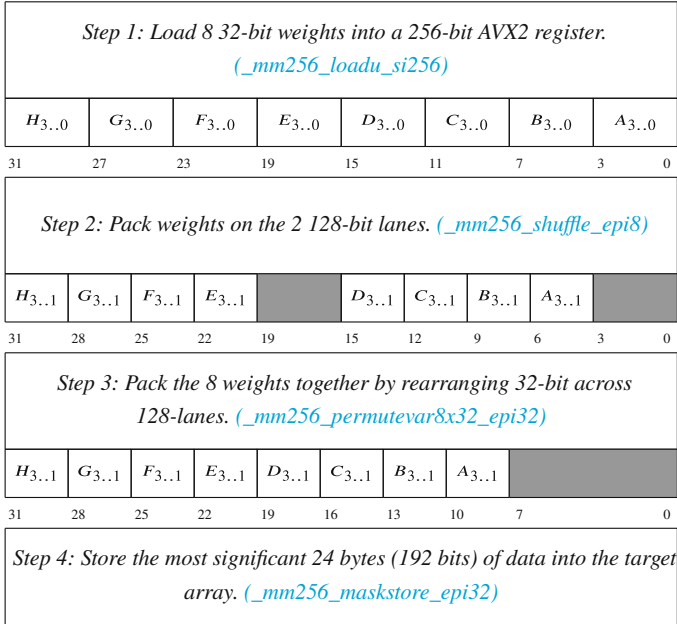 Step 1: Load 8 32-bit weights into a 256-bit AVX2 register.
(_mm256_loadu_si256)
H3..0 G3..0 F3..0 E3..0 D3..0 C3..0 B3..0 A3..0
31 27 23 19 15 11 7 3 0
Step 2: Pack weights on the 2 128-bit lanes. (_mm256_shuffle_epi8)
H3..1 G3..1 F3..1 E3..1 D3..1 C3..1 B3..1 A3..1
31 28 25 22 19 15 12 9 6 3 0
Step 3: Pack the 8 weights together by rearranging 32-bit across
128-lanes. (_mm256_permutevar8x32_epi32)
H3..1 G3..1 F3..1 E3..1 D3..1 C3..1 B3..1 A3..1
31 28 25 22 19 16 13 10 7 0
Step 4: Store the most significant 24 bytes (192 bits) of data into the target
array. (_mm256_maskstore_epi32)